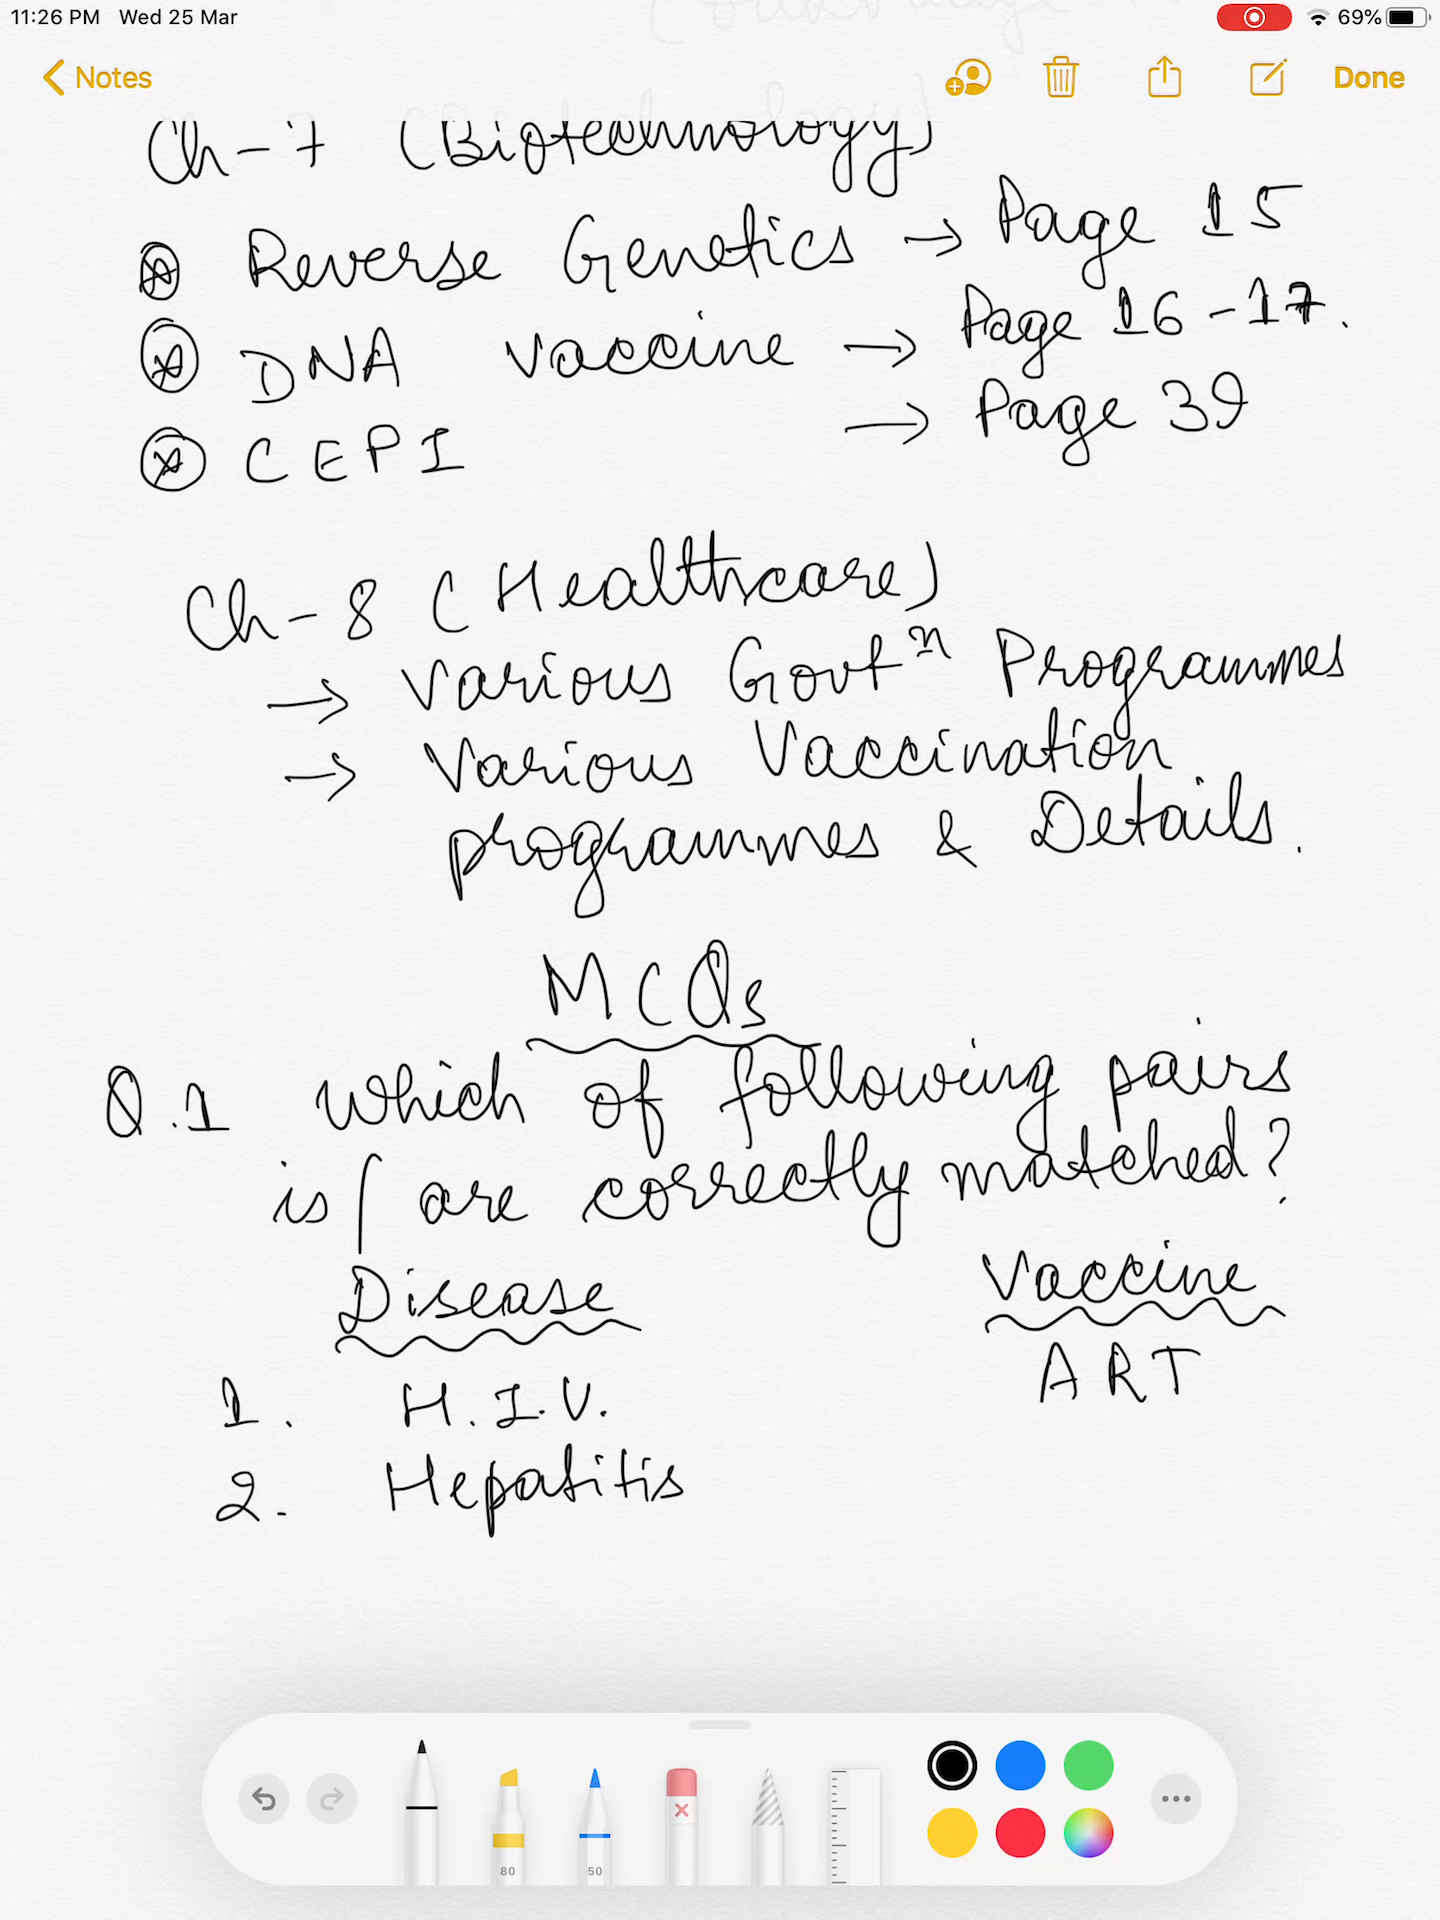 11:26 PM Wed 25 Mar 69%
Notes Done
Ch-7 (Biotechnology)
Reverse Genetics → Page 15
DNA vaccine → Page 16-17.
CEPI → Page 39
Ch-8 (Healthcare)
→ Various Govtn Programmes
→ Various Vaccination
programmes & Details.
MCQs
Q.1 Which of following pairs
is/are correctly matched?
Disease Vaccine
1. H.I.V. ART
2. Hepatitis
80 50